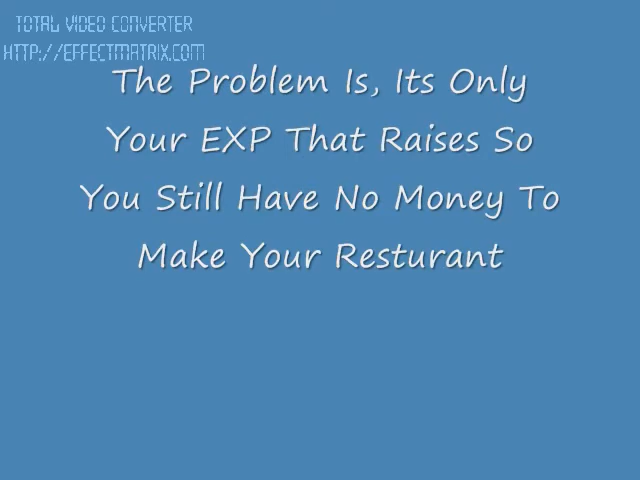 TOTAL VIDEO CONVERTER
HTTP://EFFECTMATRIX.COM
The Problem Is, Its Only
Your EXP That Raises So
You Still Have No Money To
Make Your Resturant